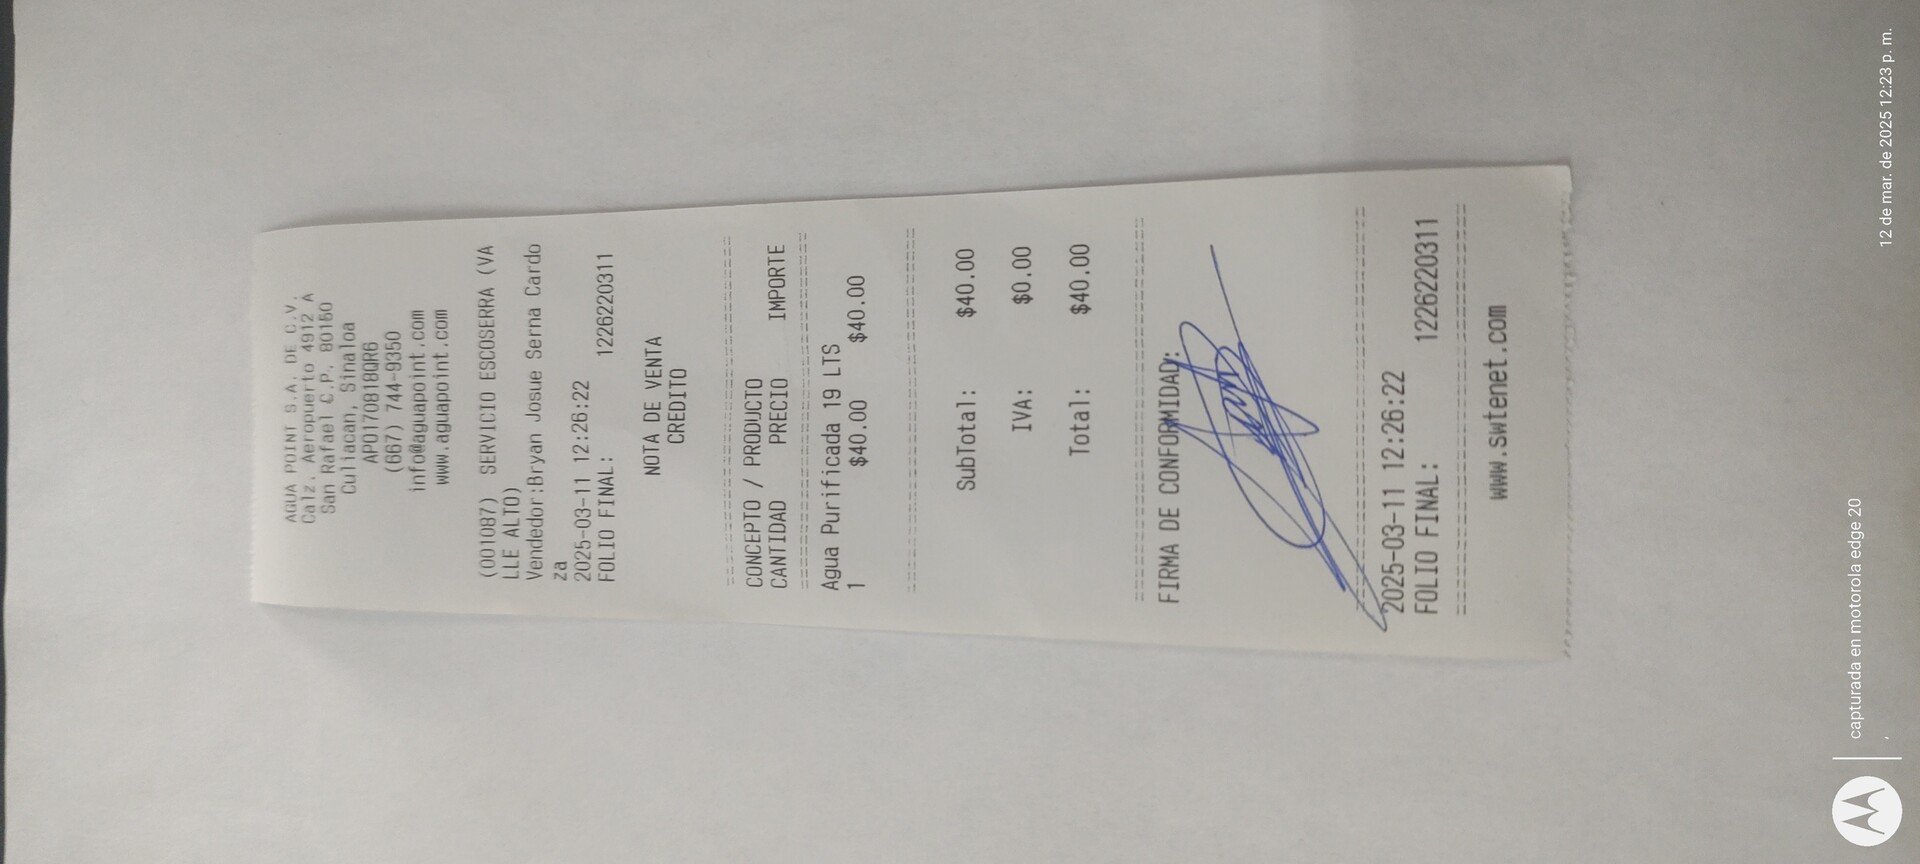 AGUA POINT S.A. DE C.V.
Calz. Aeropuerto 4912 A
San Rafael C.P. 80150
Culiacan, Sinaloa
APO170818QR6
(667) 744-9350
info@aguapoint.com
www.aguapoint.com
(001087) SERVICIO ESCOSERRA (VA
LLE ALTO)
Vendedor:Bryan Josue Serna Cardo
za
2025-03-11 12:26:22
FOLIO FINAL: 1226220311
NOTA DE VENTA
CREDITO
CONCEPTO / PRODUCTO
CANTIDAD PRECIO IMPORTE
Agua Purificada 19 LTS
1 $40.00 $40.00
SubTotal: $40.00
IVA: $0.00
Total: $40.00
FIRMA DE CONFORMIDAD:
2025-03-11 12:26:22
FOLIO FINAL: 1226220311
www.swtenet.com
capturada en motorola edge 20
12 de mar. de 2025 12:23 p. m.